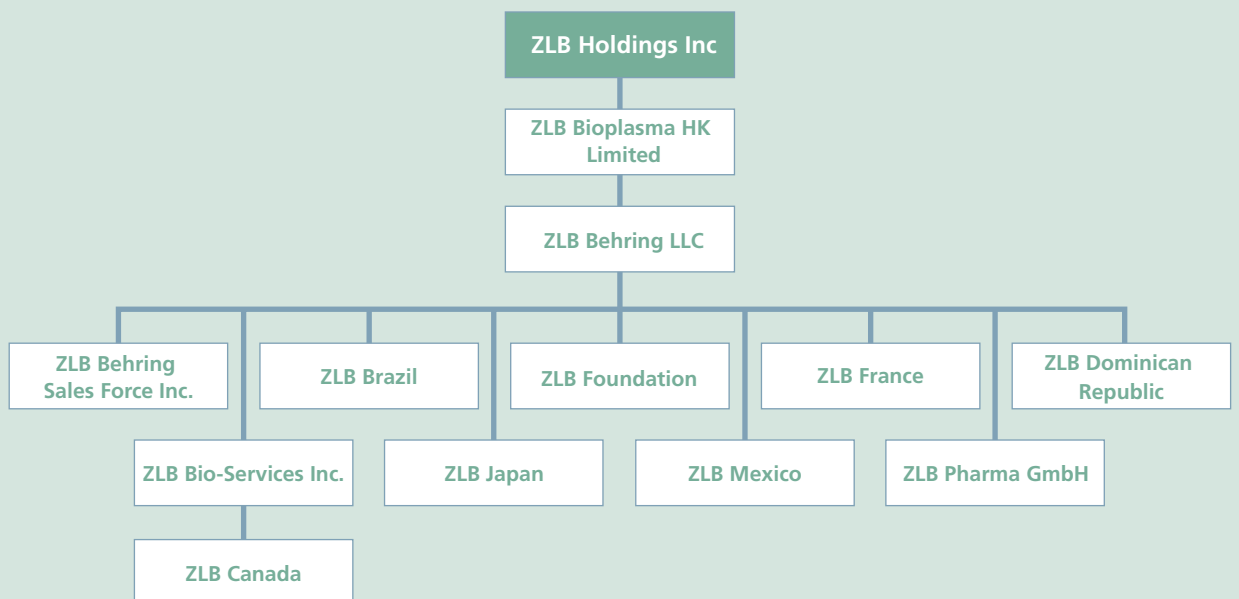 ZLB Holdings Inc
ZLB Bioplasma HK
Limited
ZLB Behring LLC
ZLB Behring
Sales Force Inc.
ZLB Brazil
ZLB Foundation
ZLB France
ZLB Dominican
Republic
ZLB Bio-Services Inc.
ZLB Japan
ZLB Mexico
ZLB Pharma GmbH
ZLB Canada